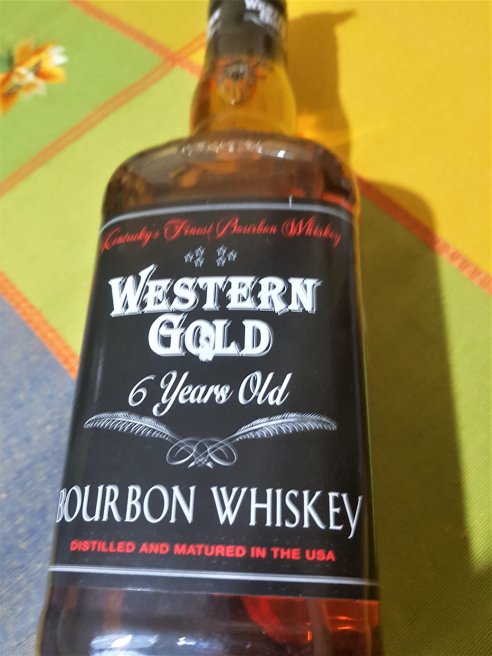 Kentucky's Finest Bourbon Whiskey
WESTERN
GOLD
6 Years Old
BOURBON WHISKEY
DISTILLED AND MATURED IN THE USA